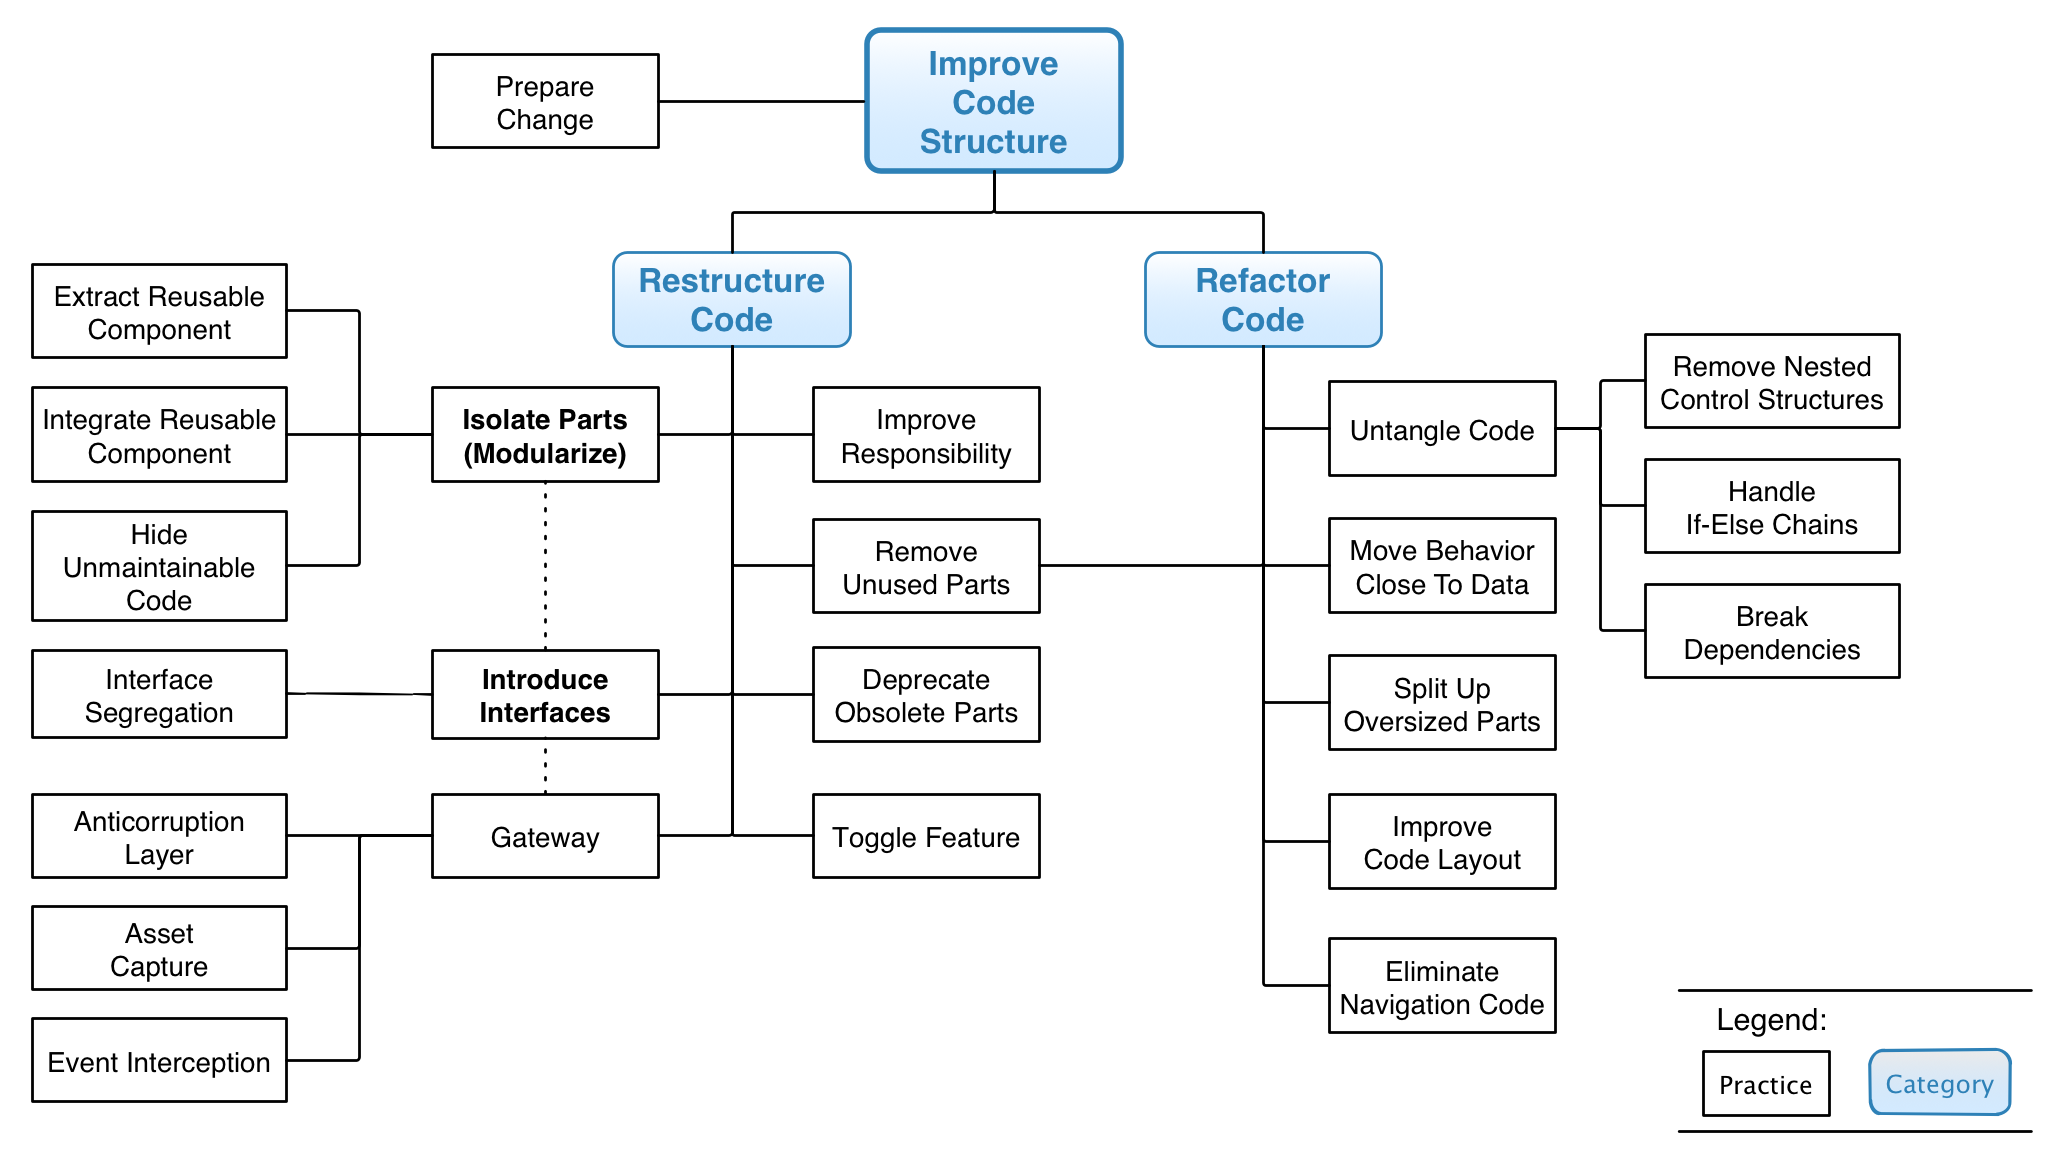 Prepare
Change
Improve
Code
Structure
Restructure
Code
Refactor
Code
Extract Reusable
Component
Integrate Reusable
Component
Hide
Unmaintainable
Code
Interface
Segregation
Anticorruption
Layer
Asset
Capture
Event Interception
Isolate Parts
(Modularize)
Introduce
Interfaces
Gateway
Improve
Responsibility
Remove
Unused Parts
Deprecate
Obsolete Parts
Toggle Feature
Untangle Code
Move Behavior
Close To Data
Split Up
Oversized Parts
Improve
Code Layout
Eliminate
Navigation Code
Remove Nested
Control Structures
Handle
If-Else Chains
Break
Dependencies
Legend:
Practice
Category